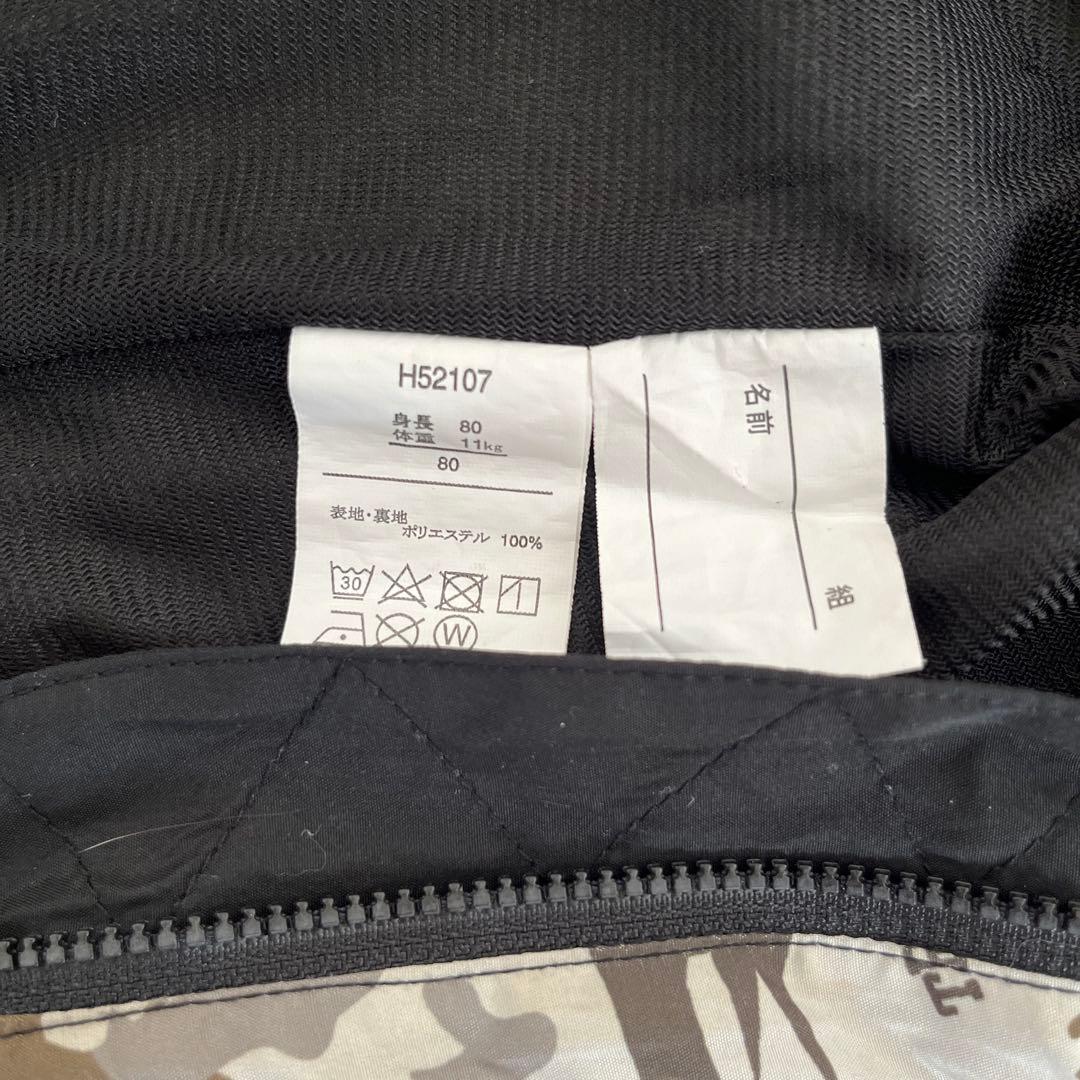 H52107
身長 80
体重 11kg
80
表地・裏地
ポリエステル 100%
30
W
名前
組